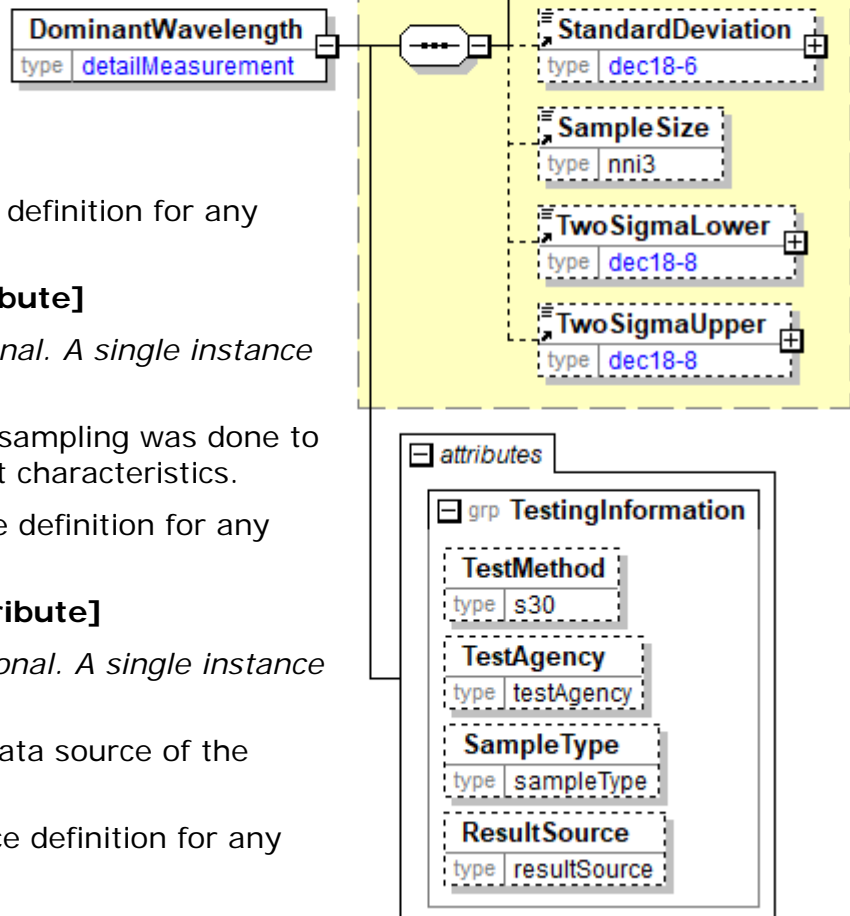 DominantWavelength
type detailMeasurement
StandardDeviation
type dec18-6
SampleSize
type nni3
TwoSigmaLower
type dec18-8
TwoSigmaUpper
type dec18-8
attributes
grp TestingInformation
TestMethod
type s30
TestAgency
type testAgency
SampleType
type sampleType
ResultSource
type resultSource
definition for any
bute]
nal. A single instance
sampling was done to
t characteristics.
e definition for any
ribute]
onal. A single instance
ata source of the
ce definition for any